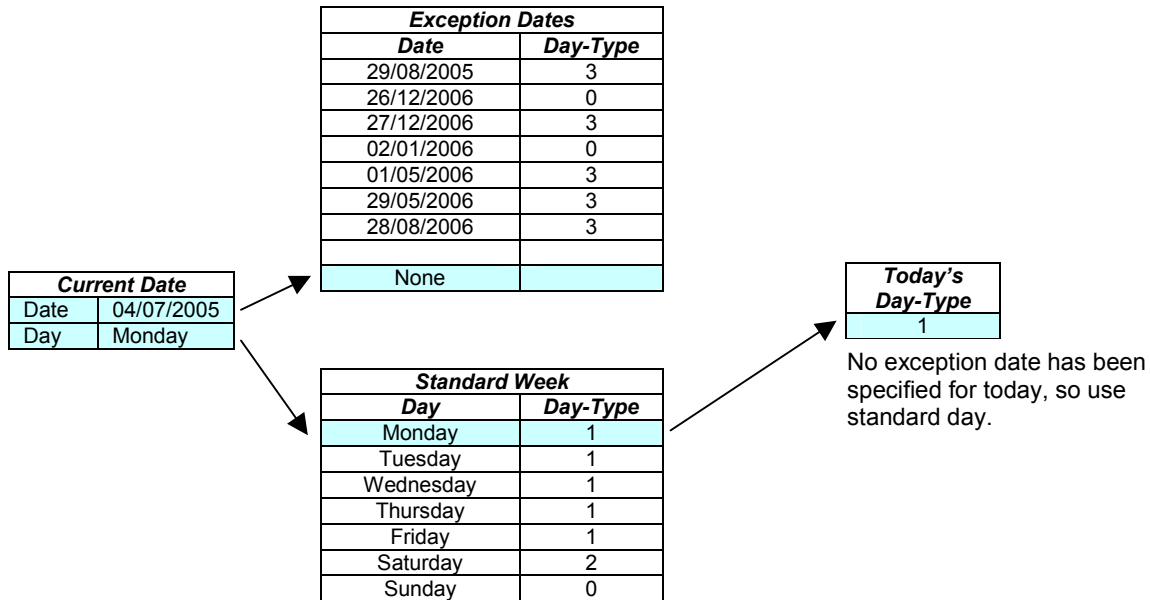 Exception Dates
Date Day-Type
29/08/2005 3
26/12/2006 0
27/12/2006 3
02/01/2006 0
01/05/2006 3
29/05/2006 3
28/08/2006 3
None
Current Date
Date 04/07/2005
Day Monday
Standard Week
Day Day-Type
Monday 1
Tuesday 1
Wednesday 1
Thursday 1
Friday 1
Saturday 2
Sunday 0
Today's
Day-Type
1
No exception date has been
specified for today, so use
standard day.